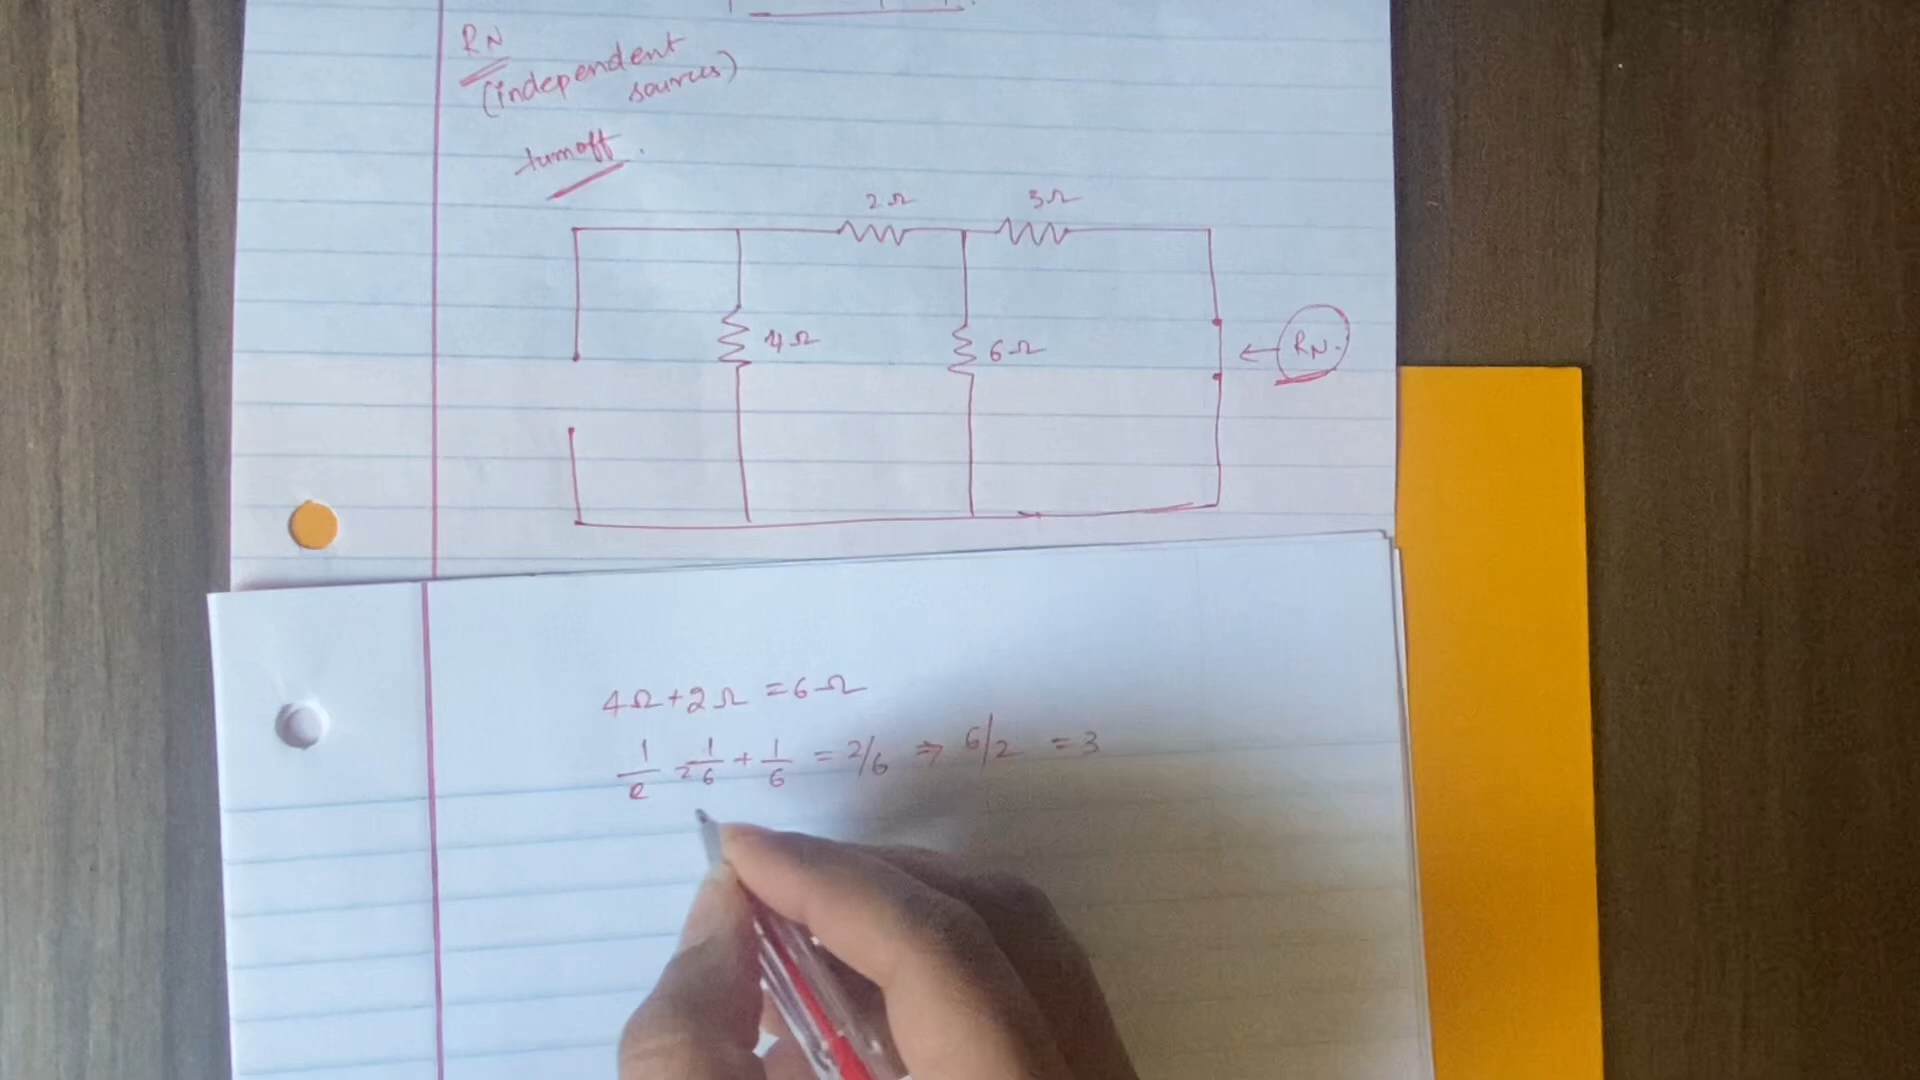 RN
(independent
sources)
turnoff.
2Ω 3Ω
4Ω
6Ω
RN.
4Ω+2Ω =6Ω
1/R = 1/6 + 1/6 = 2/6 ⇒ 6/2 = 3